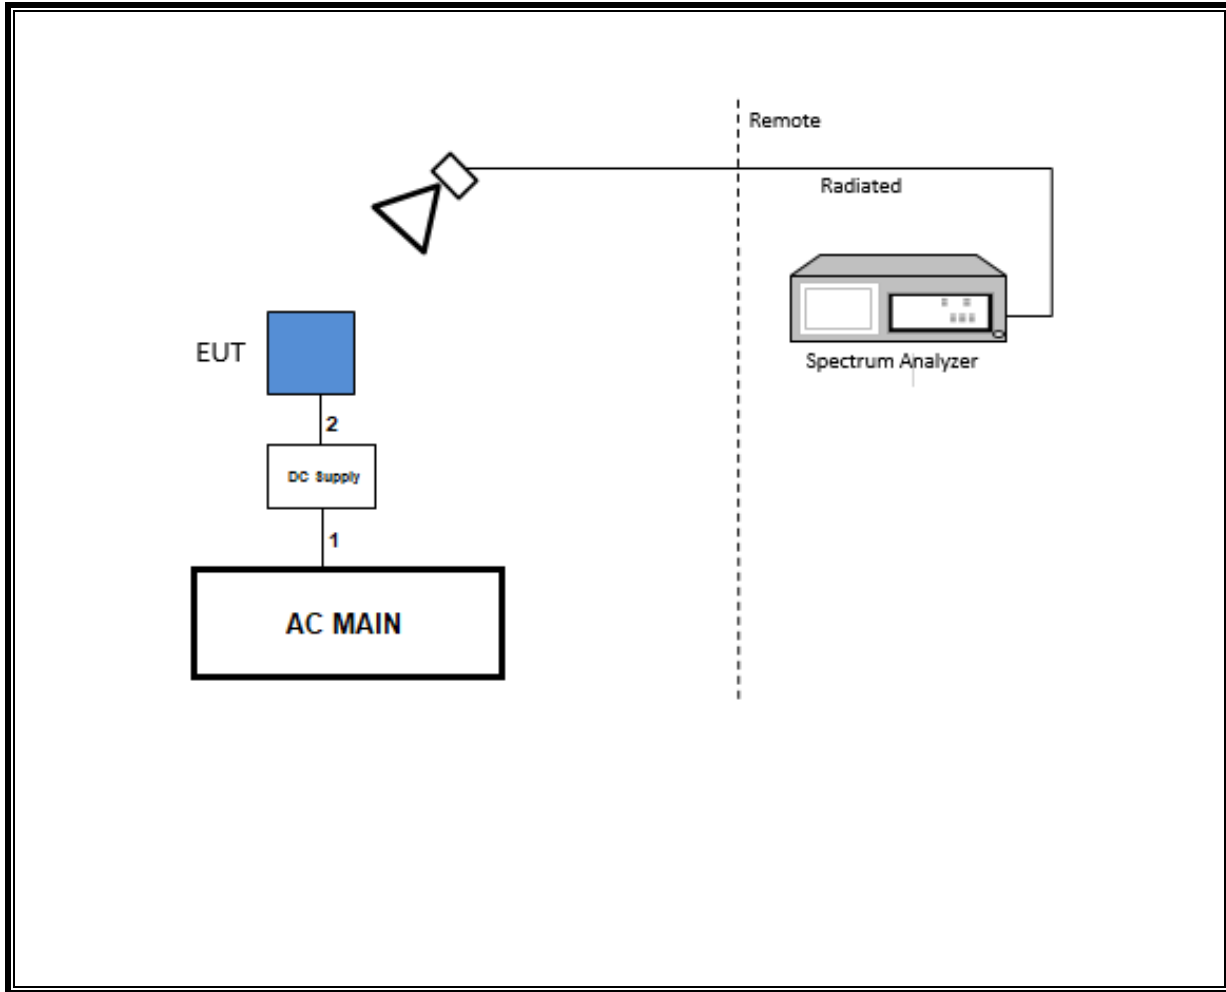 Remote
Radiated
EUT
Spectrum Analyzer
2
DC Supply
1
AC MAIN